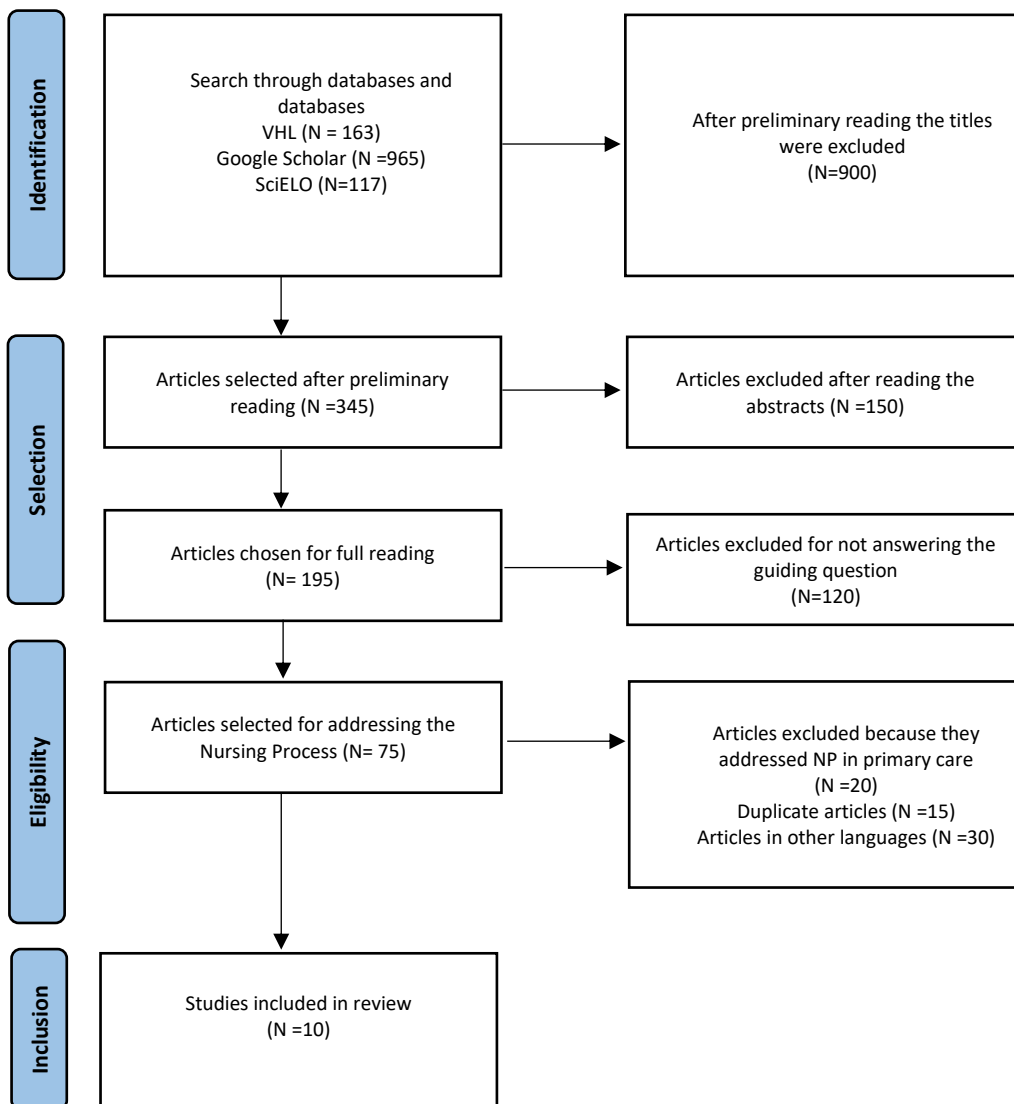 Identification
Search through databases and
databases
VHL (N = 163)
Google Scholar (N =965)
SciELO (N=117)
After preliminary reading the titles
were excluded
(N=900)
Selection
Articles selected after preliminary
reading (N =345)
Articles excluded after reading the
abstracts (N =150)
Articles chosen for full reading
(N= 195)
Articles excluded for not answering the
guiding question
(N=120)
Eligibility
Articles selected for addressing the
Nursing Process (N= 75)
Articles excluded because they
addressed NP in primary care
(N =20)
Duplicate articles (N =15)
Articles in other languages (N =30)
Inclusion
Studies included in review
(N =10)